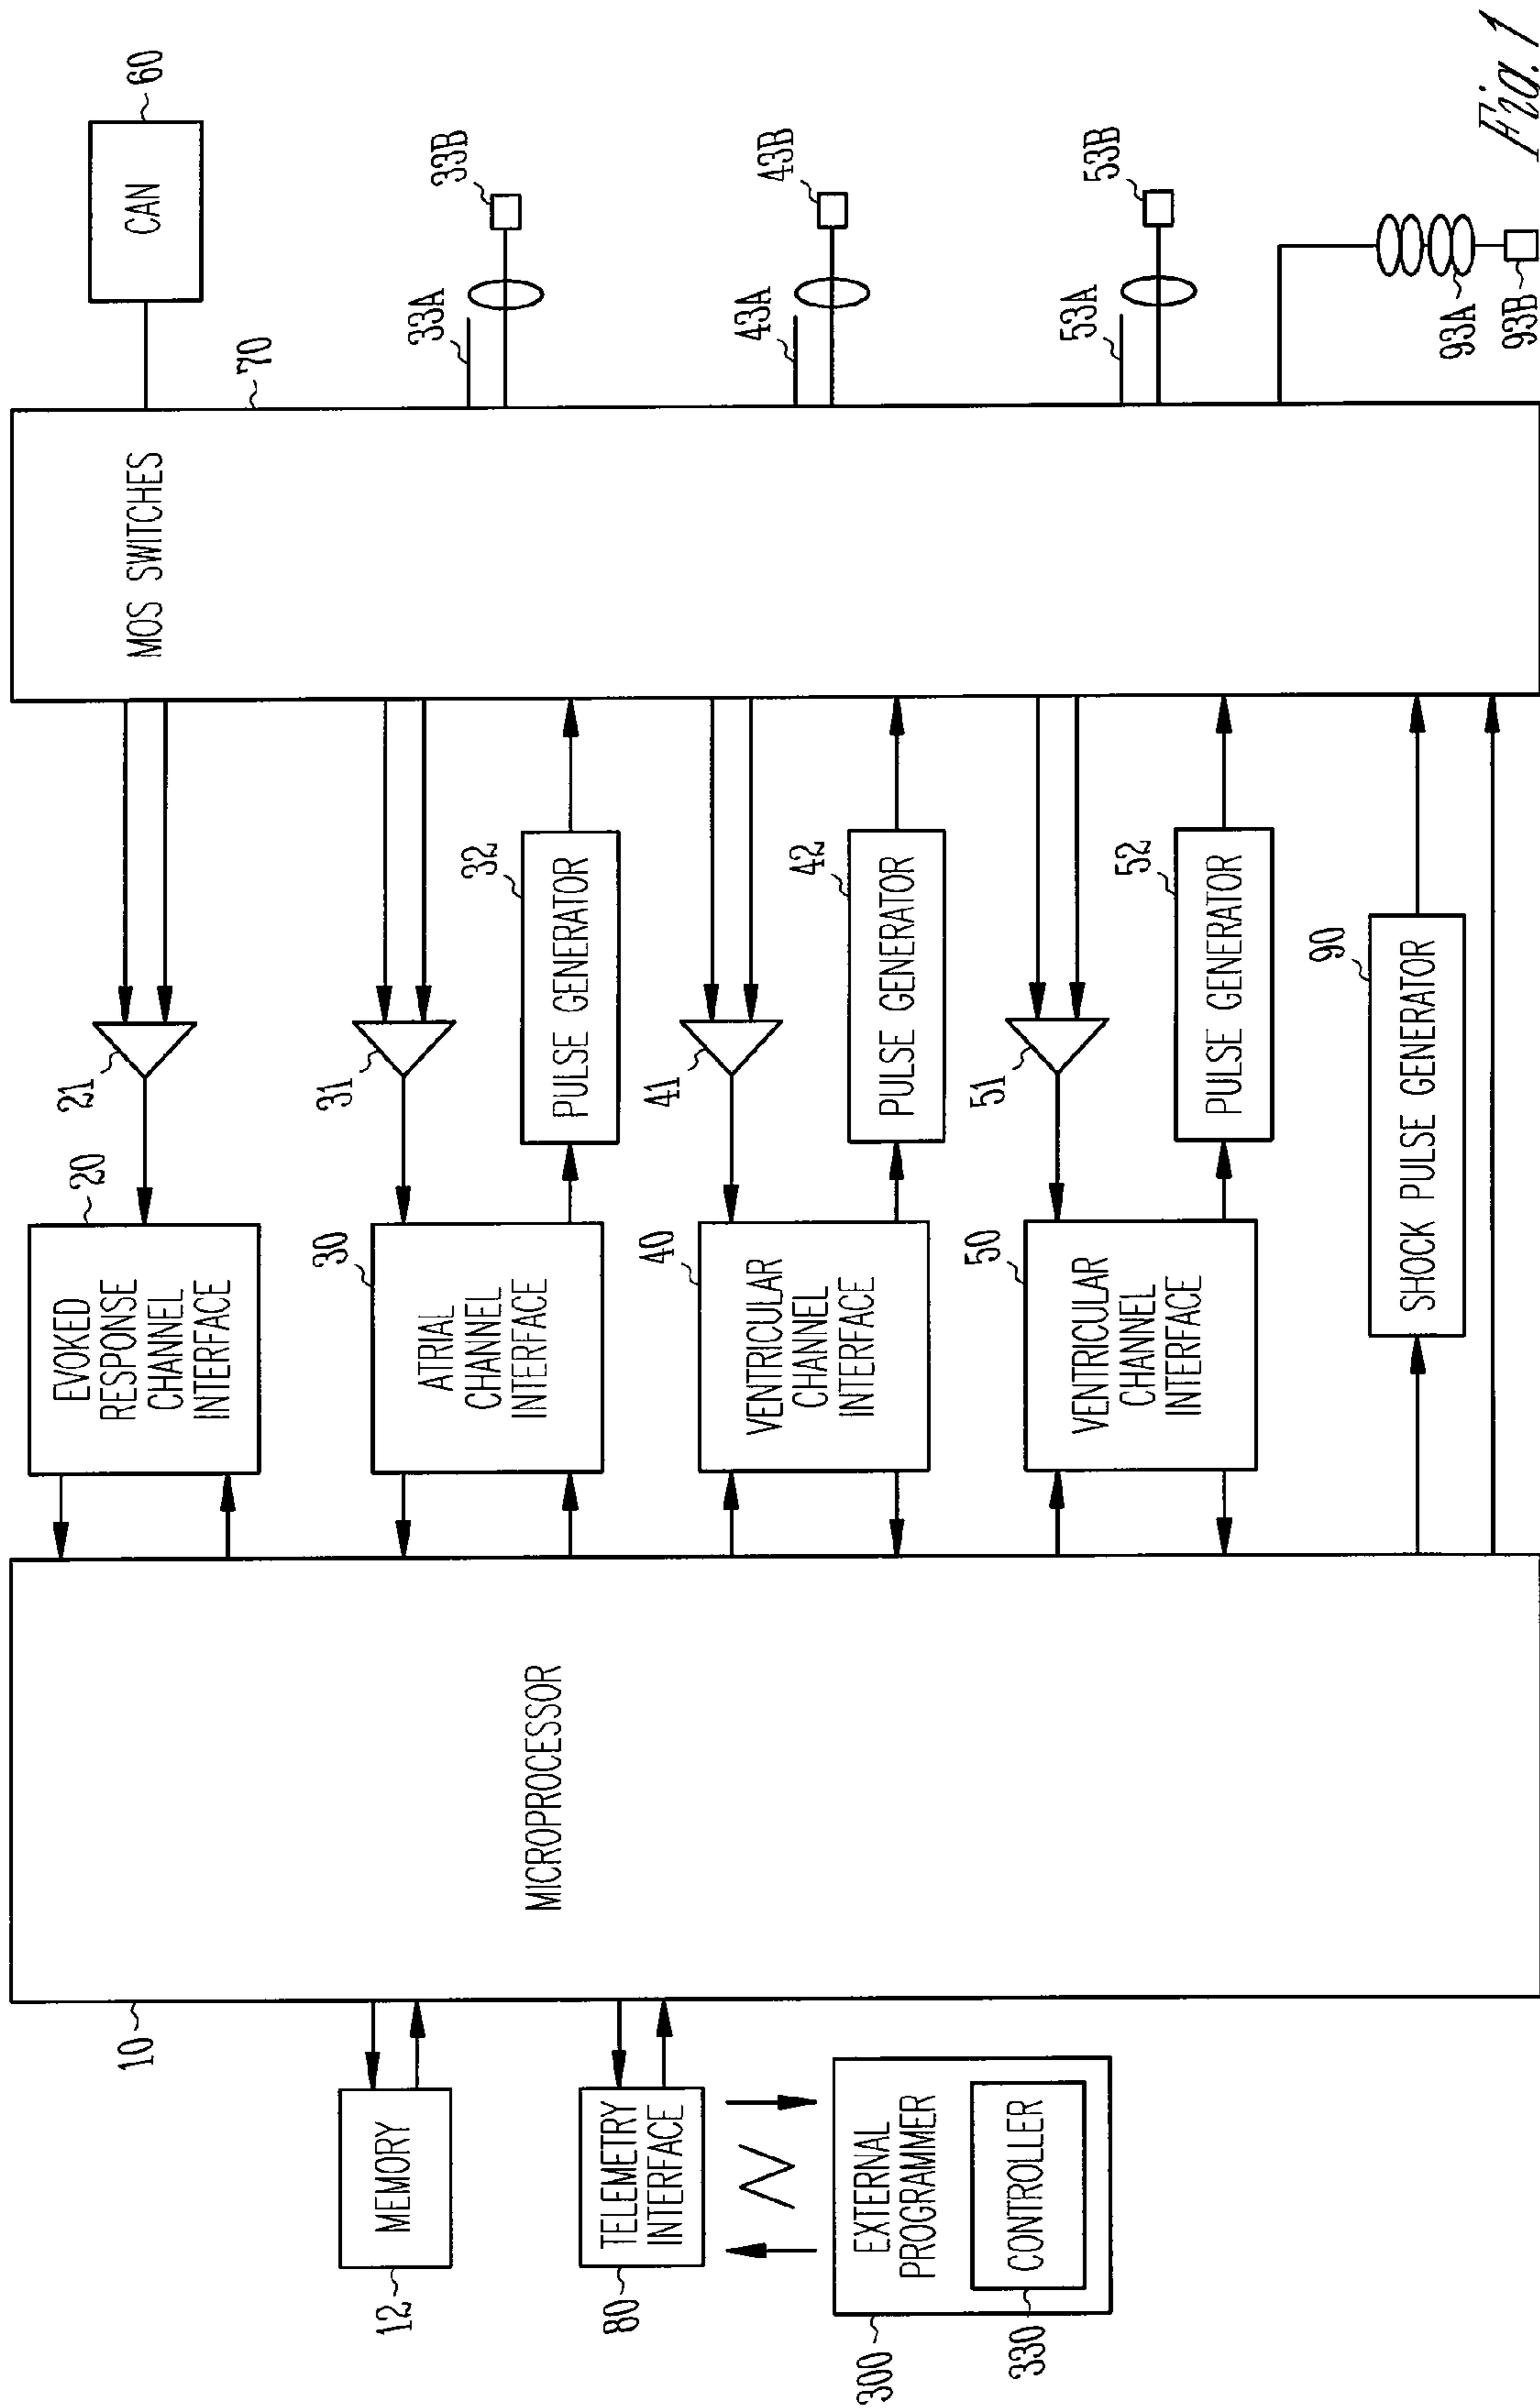 60
CAN
33A
33B
43A
43B
53A
53B
93A
93B
Fig. 1
70
MOS SWITCHES
21
31
32
PULSE GENERATOR
41
42
PULSE GENERATOR
51
52
PULSE GENERATOR
90
SHOCK PULSE GENERATOR
20
EVOKED
RESPONSE
CHANNEL
INTERFACE
30
ATRIAL
CHANNEL
INTERFACE
40
VENTRICULAR
CHANNEL
INTERFACE
50
VENTRICULAR
CHANNEL
INTERFACE
10
MICROPROCESSOR
12
MEMORY
80
TELEMETRY
INTERFACE
300
EXTERNAL
PROGRAMMER
330
CONTROLLER